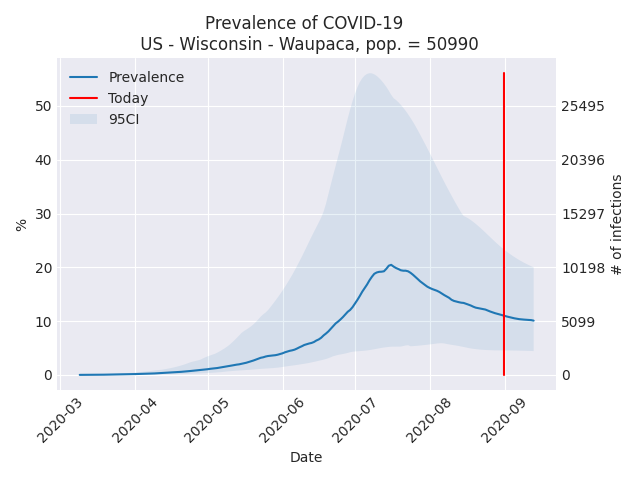 Prevalence of COVID-19
US - Wisconsin - Waupaca, pop. = 50990
Prevalence
Today
95CI
50
40
30
20
10
0
%
25495
20396
15297
10198
5099
0
# of infections
2020-03
2020-04
2020-05
2020-06
2020-07
2020-08
2020-09
Date